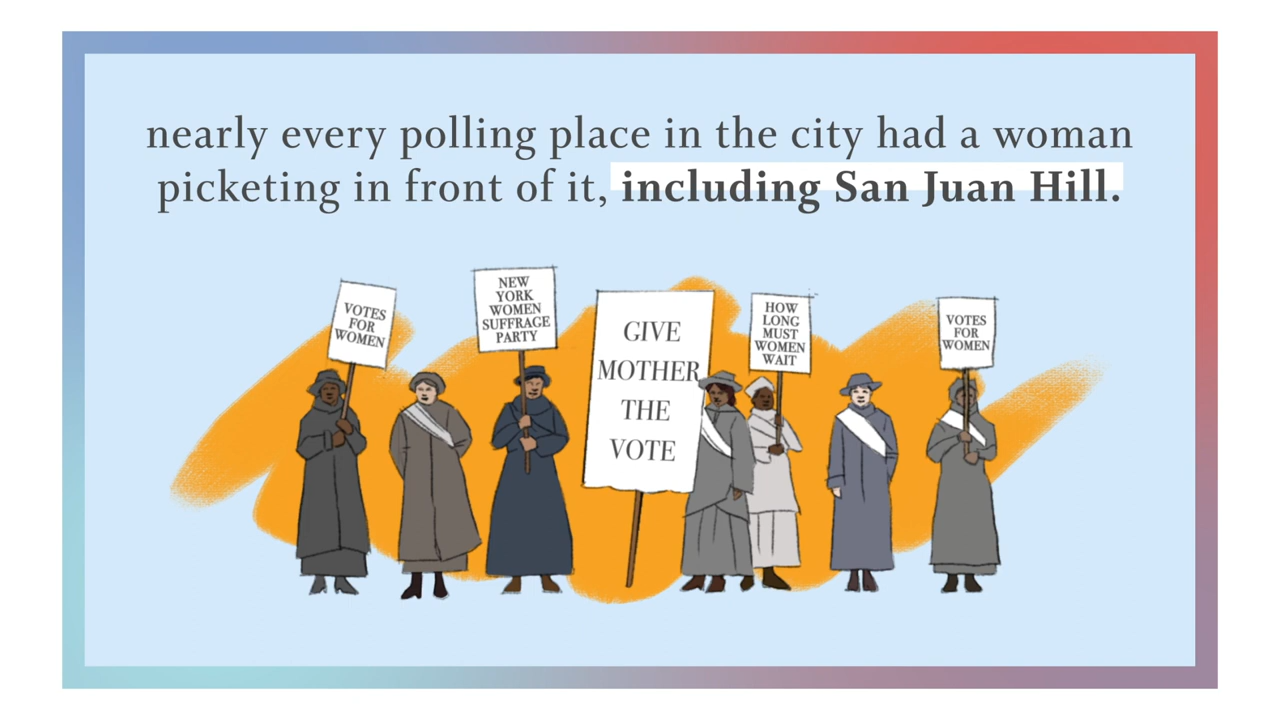 nearly every polling place in the city had a woman
picketing in front of it, including San Juan Hill.
VOTES
FOR
WOMEN
NEW
YORK
WOMEN
SUFFRAGE
PARTY
GIVE
MOTHER
THE
VOTE
HOW
LONG
MUST
WOMEN
WAIT
VOTES
FOR
WOMEN